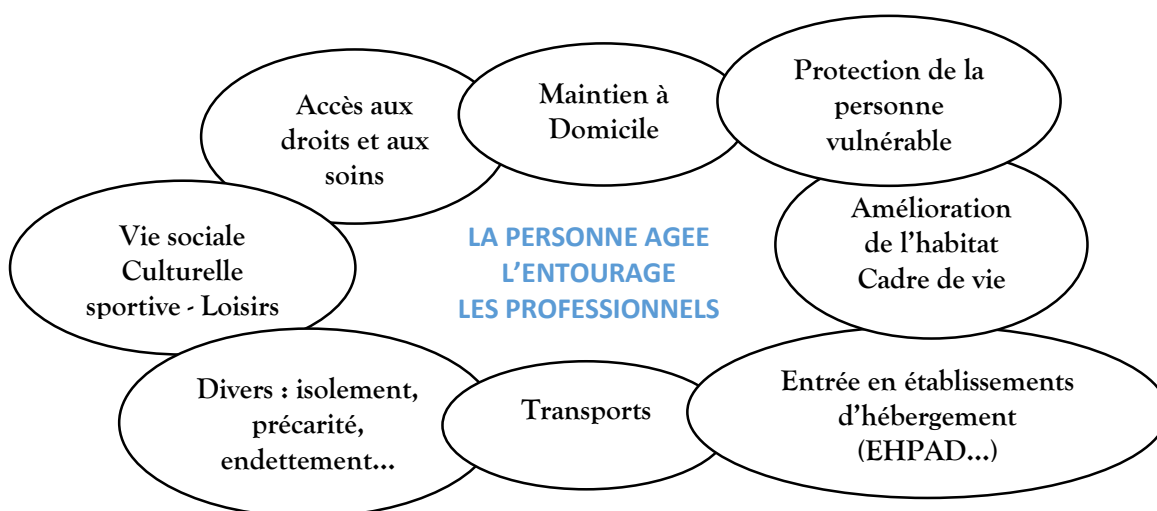 Accès aux
droits et aux
soins
Maintien à
Domicile
Protection de la
personne
vulnérable
Vie sociale
Culturelle
sportive - Loisirs
LA PERSONNE AGEE
L’ENTOURAGE
LES PROFESSIONNELS
Amélioration
de l’habitat
Cadre de vie
Divers : isolement,
précarité,
endettement…
Transports
Entrée en établissements
d’hébergement
(EHPAD…)